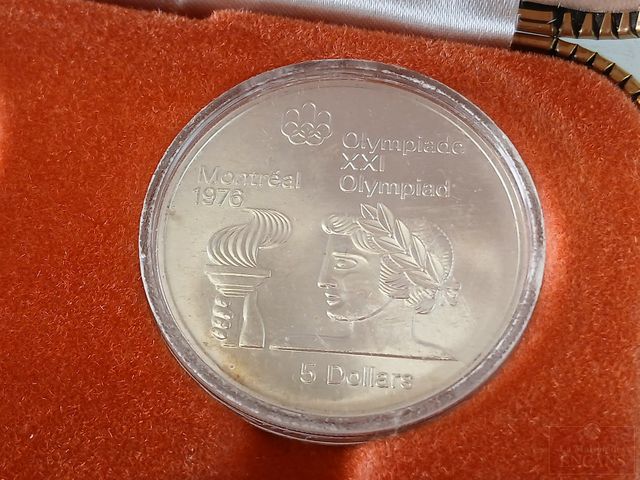 Olympiade
XXI
Olympiad
Montréal
1976
5 Dollars